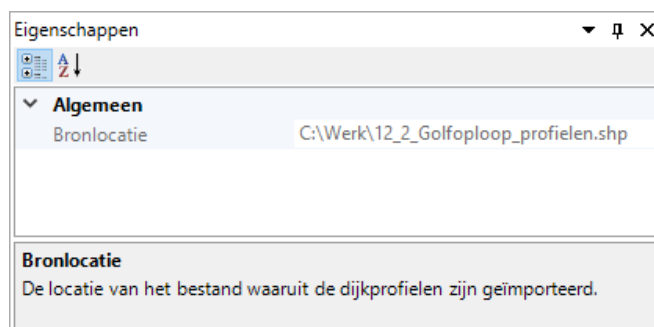 Eigenschappen
Algemeen
Bronlocatie C:\Werk\12_2_Golfoploop_profielen.shp
Bronlocatie
De locatie van het bestand waaruit de dijkprofielen zijn geïmporteerd.